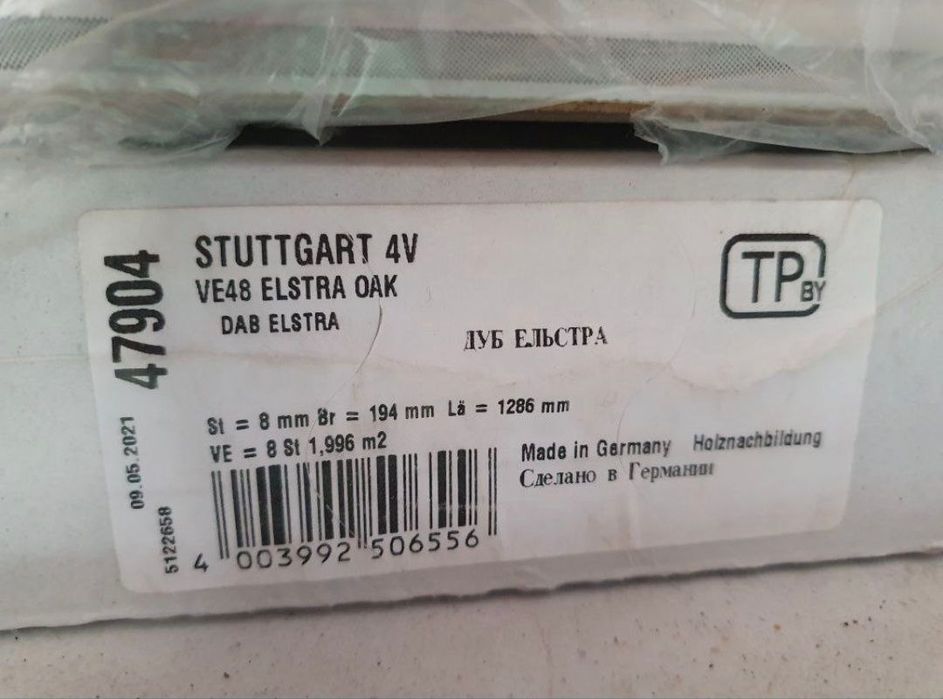 47904
STUTTGART 4V
VE48 ELSTRA OAK
DAB ELSTRA
ДУБ ЕЛЬСТРА
TP BY
09.05.2021
5122658
St = 8 mm Br = 194 mm Lä = 1286 mm
VE = 8 St 1,996 m2
Made in Germany Holznachbildung
Сделано в Германии
4 003992 506556